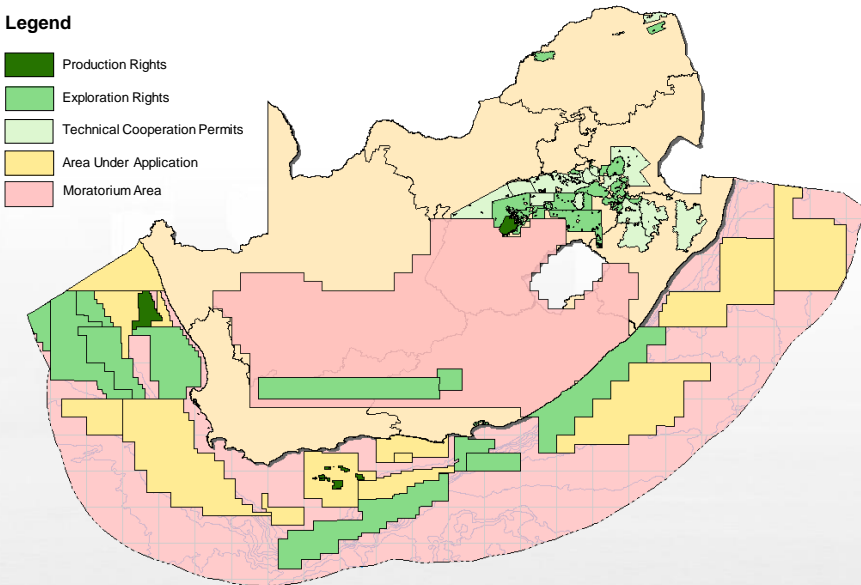 Legend
Production Rights
Exploration Rights
Technical Cooperation Permits
Area Under Application
Moratorium Area